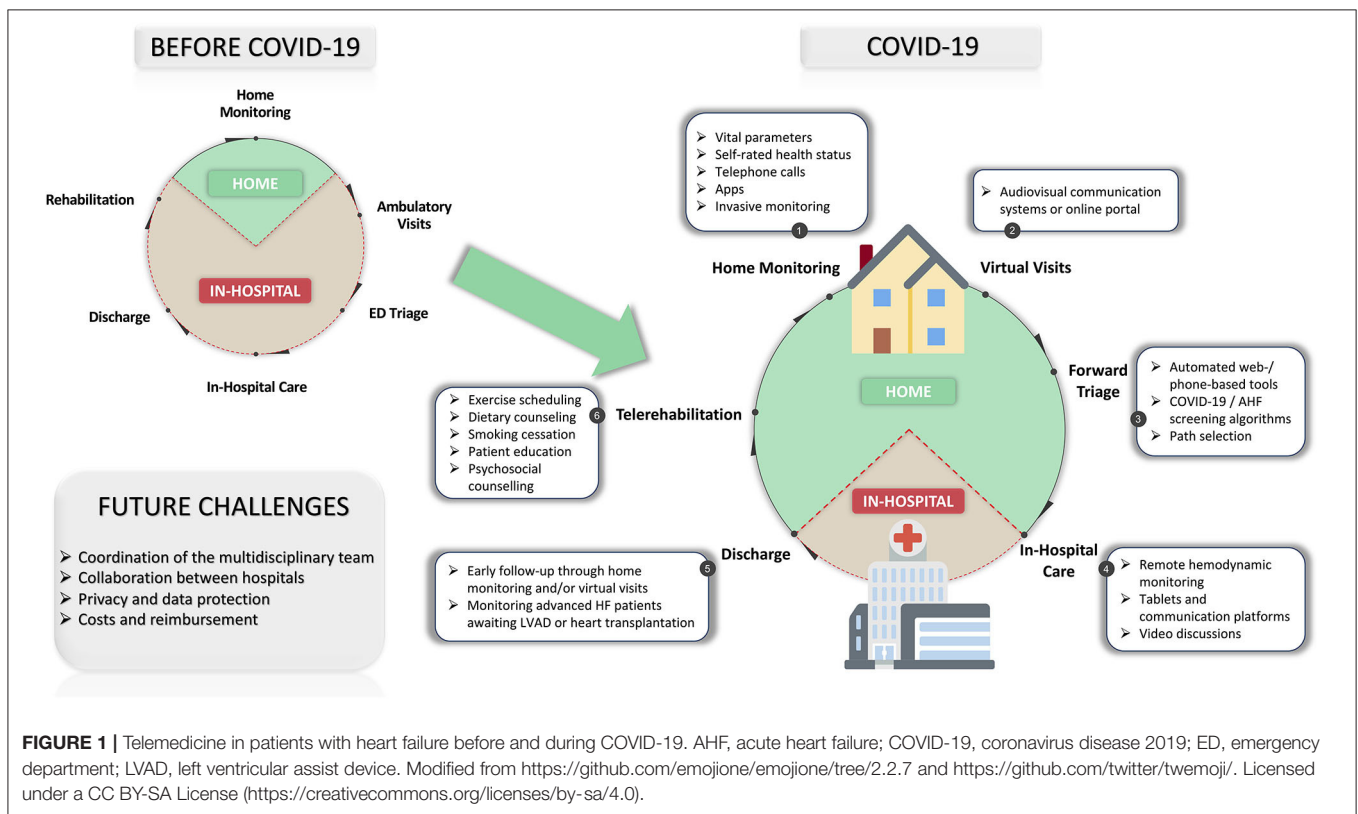 BEFORE COVID-19
Home
Monitoring
HOME
Rehabilitation
Ambulatory
Visits
IN-HOSPITAL
Discharge
ED Triage
In-Hospital Care
FUTURE CHALLENGES
➢ Coordination of the multidisciplinary team
➢ Collaboration between hospitals
➢ Privacy and data protection
➢ Costs and reimbursement
COVID-19
➢ Vital parameters
➢ Self-rated health status
➢ Telephone calls
➢ Apps
➢ Invasive monitoring
1
Home Monitoring
➢ Audiovisual communication
systems or online portal
2
Virtual Visits
Forward
Triage
➢ Automated web-/
phone-based tools
➢ COVID-19 / AHF
screening algorithms
➢ Path selection
3
HOME
IN-HOSPITAL
In-Hospital
Care
4
➢ Remote hemodynamic
monitoring
➢ Tablets and
communication platforms
➢ Video discussions
Discharge
5
➢ Early follow-up through home
monitoring and/or virtual visits
➢ Monitoring advanced HF patients
awaiting LVAD or heart transplantation
Telerehabilitation
6
➢ Exercise scheduling
➢ Dietary counseling
➢ Smoking cessation
➢ Patient education
➢ Psychosocial
counselling
FIGURE 1 | Telemedicine in patients with heart failure before and during COVID-19. AHF, acute heart failure; COVID-19, coronavirus disease 2019; ED, emergency
department; LVAD, left ventricular assist device. Modified from https://github.com/emojione/emojione/tree/2.2.7 and https://github.com/twitter/twemoji/. Licensed
under a CC BY-SA License (https://creativecommons.org/licenses/by-sa/4.0).